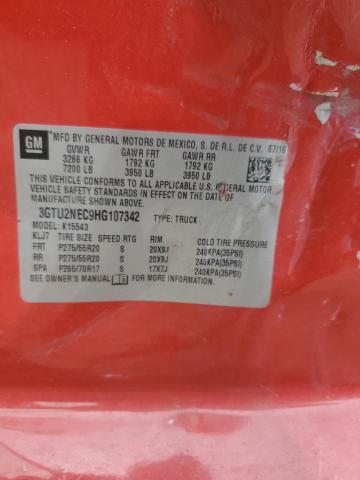 GM
MFD BY GENERAL MOTORS DE MEXICO, S. DE R.L. DE C.V. 07/16
GVWR GAWR FRT GAWR RR
3266 KG 1792 KG 1792 KG
7200 LB 3950 LB 3950 LB
THIS VEHICLE CONFORMS TO ALL APPLICABLE U.S. FEDERAL MOTOR
VEHICLE SAFETY STANDARDS IN EFFECT ON THE DATE OF
MANUFACTURE SHOWN ABOVE.
3GTU2NEC9HG107342 TYPE: TRUCK
MODEL: K15543
KLJ7 TIRE SIZE SPEED RTG RIM COLD TIRE PRESSURE
FRT P275/55R20 S 20X9J 240KPA(35PSI)
RR P275/55R20 S 20X9J 240KPA(35PSI)
SPA P265/70R17 S 17X7J 240KPA(35PSI)
SEE OWNER'S MANUAL FOR